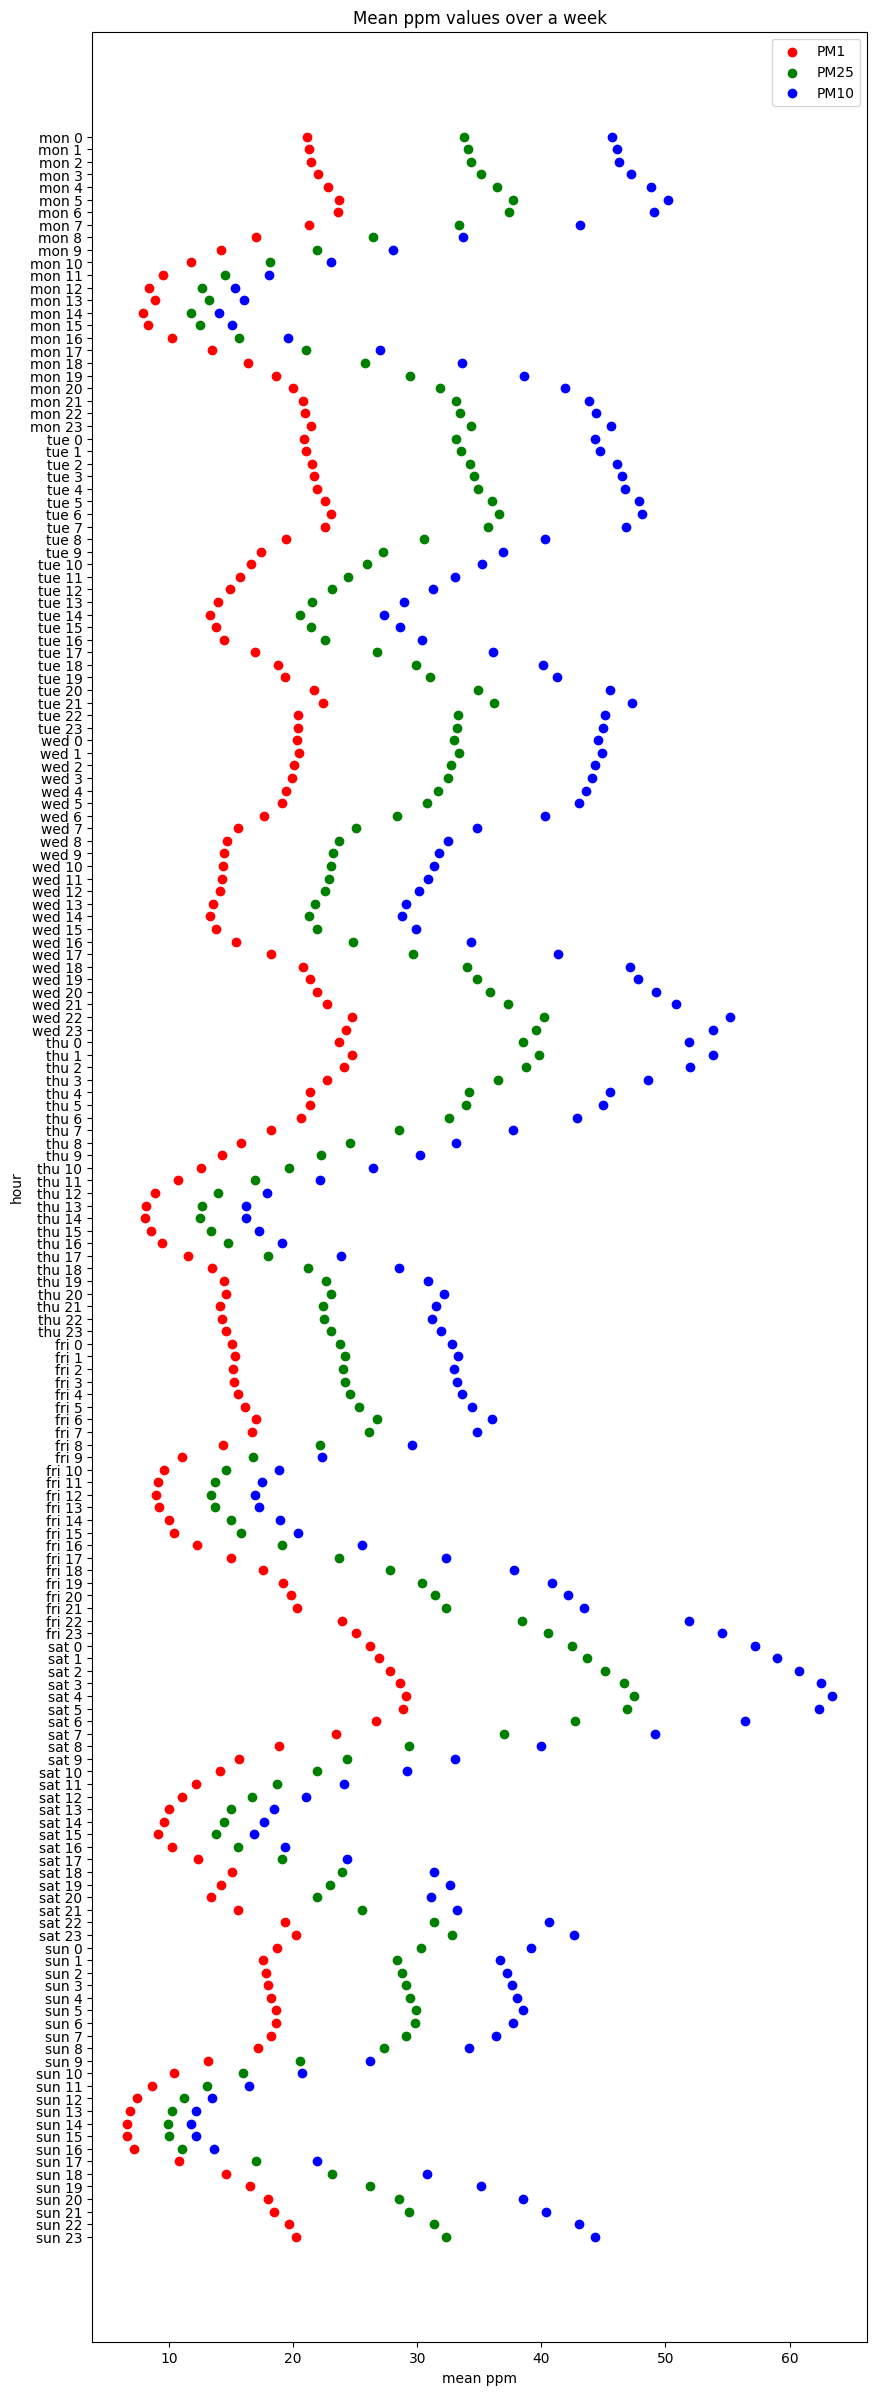 Mean ppm values over a week
PM1
PM25
PM10
mon 0
mon 1
mon 2
mon 3
mon 4
mon 5
mon 6
mon 7
mon 8
mon 9
mon 10
mon 11
mon 12
mon 13
mon 14
mon 15
mon 16
mon 17
mon 18
mon 19
mon 20
mon 21
mon 22
mon 23
tue 0
tue 1
tue 2
tue 3
tue 4
tue 5
tue 6
tue 7
tue 8
tue 9
tue 10
tue 11
tue 12
tue 13
tue 14
tue 15
tue 16
tue 17
tue 18
tue 19
tue 20
tue 21
tue 22
tue 23
wed 0
wed 1
wed 2
wed 3
wed 4
wed 5
wed 6
wed 7
wed 8
wed 9
wed 10
wed 11
wed 12
wed 13
wed 14
wed 15
wed 16
wed 17
wed 18
wed 19
wed 20
wed 21
wed 22
wed 23
thu 0
thu 1
thu 2
thu 3
thu 4
thu 5
thu 6
thu 7
thu 8
thu 9
thu 10
thu 11
thu 12
thu 13
thu 14
thu 15
thu 16
thu 17
thu 18
thu 19
thu 20
thu 21
thu 22
thu 23
fri 0
fri 1
fri 2
fri 3
fri 4
fri 5
fri 6
fri 7
fri 8
fri 9
fri 10
fri 11
fri 12
fri 13
fri 14
fri 15
fri 16
fri 17
fri 18
fri 19
fri 20
fri 21
fri 22
fri 23
sat 0
sat 1
sat 2
sat 3
sat 4
sat 5
sat 6
sat 7
sat 8
sat 9
sat 10
sat 11
sat 12
sat 13
sat 14
sat 15
sat 16
sat 17
sat 18
sat 19
sat 20
sat 21
sat 22
sat 23
sun 0
sun 1
sun 2
sun 3
sun 4
sun 5
sun 6
sun 7
sun 8
sun 9
sun 10
sun 11
sun 12
sun 13
sun 14
sun 15
sun 16
sun 17
sun 18
sun 19
sun 20
sun 21
sun 22
sun 23
hour
10 20 30 40 50 60
mean ppm